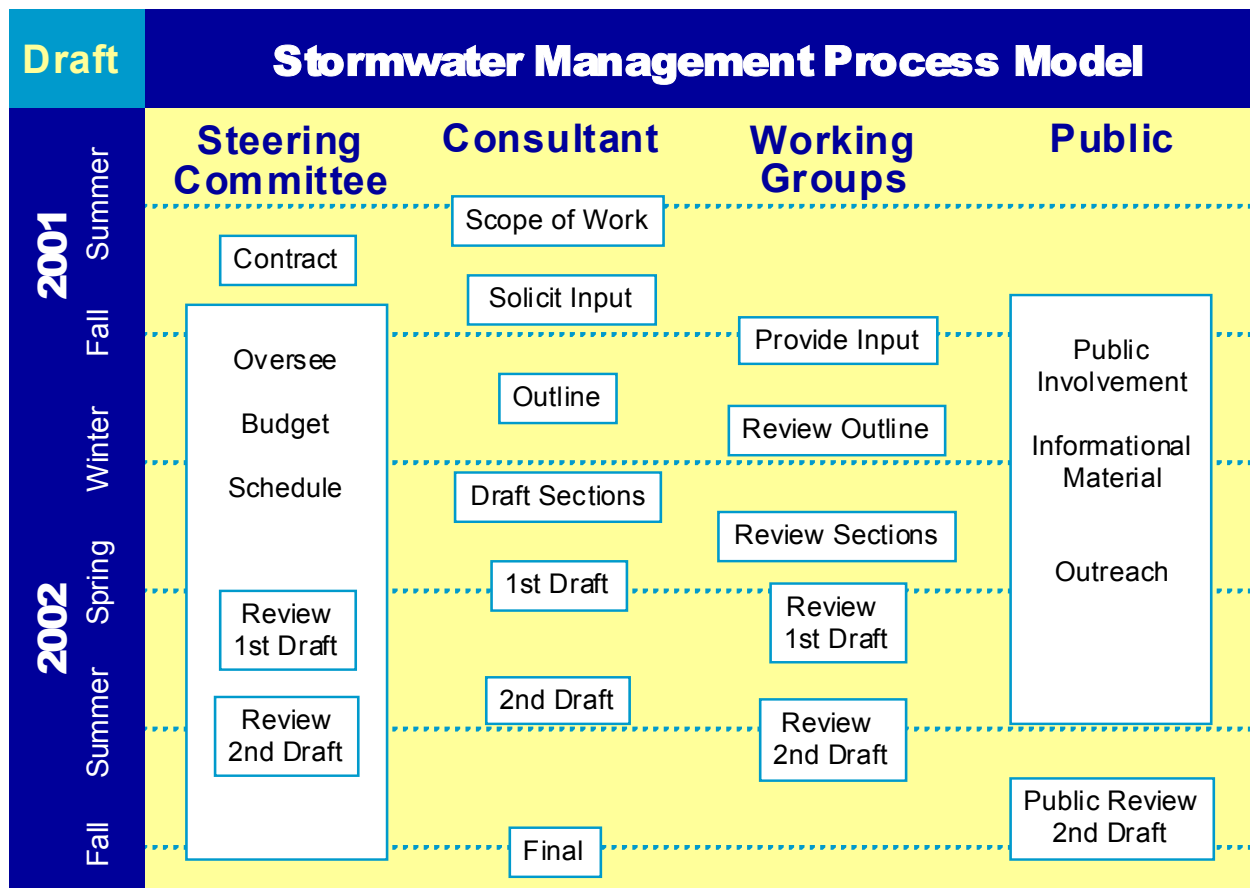 Draft
Stormwater Management Process Model
Steering
Committee
Consultant
Working
Groups
Public
2001
Summer
Fall
Winter
2002
Spring
Summer
Fall
Contract
Oversee
Budget
Schedule
Review
1st Draft
Review
2nd Draft
Scope of Work
Solicit Input
Outline
Draft Sections
1st Draft
2nd Draft
Final
Provide Input
Review Outline
Review Sections
Review
1st Draft
Review
2nd Draft
Public
Involvement
Informational
Material
Outreach
Public Review
2nd Draft